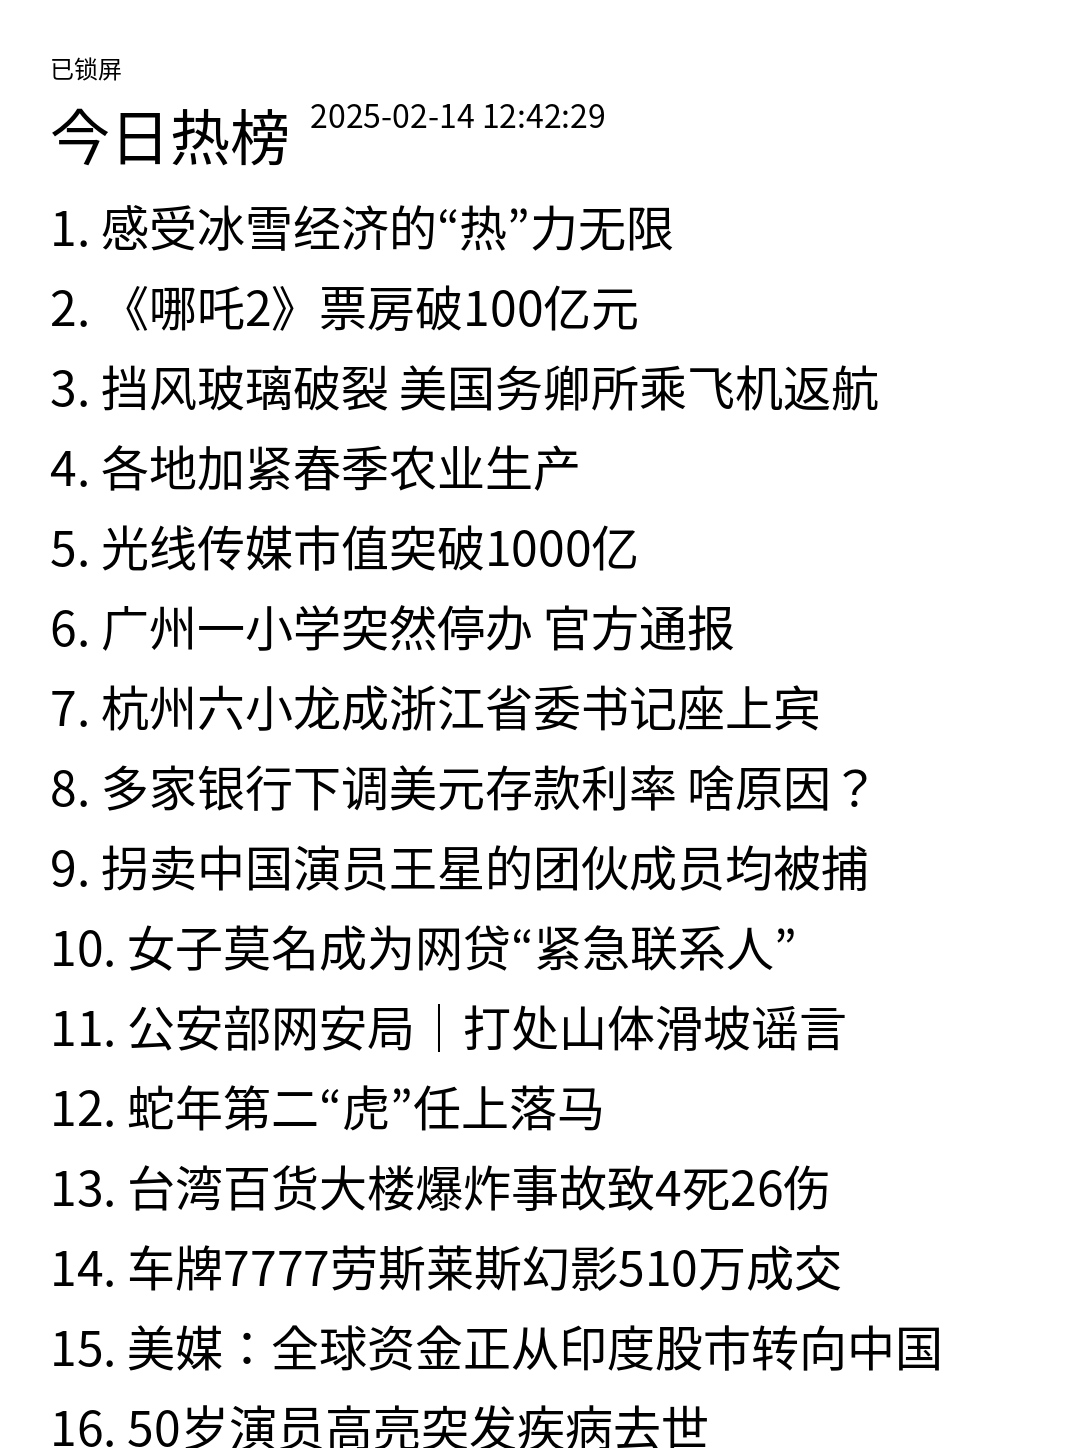 已锁屏
今日热榜 2025-02-14 12:42:29
1. 感受冰雪经济的“热”力无限
2. 《哪吒2》票房破100亿元
3. 挡风玻璃破裂 美国务卿所乘飞机返航
4. 各地加紧春季农业生产
5. 光线传媒市值突破1000亿
6. 广州一小学突然停办 官方通报
7. 杭州六小龙成浙江省委书记座上宾
8. 多家银行下调美元存款利率 啥原因？
9. 拐卖中国演员王星的团伙成员均被捕
10. 女子莫名成为网贷“紧急联系人”
11. 公安部网安局｜打处山体滑坡谣言
12. 蛇年第二“虎”任上落马
13. 台湾百货大楼爆炸事故致4死26伤
14. 车牌7777劳斯莱斯幻影510万成交
15. 美媒：全球资金正从印度股市转向中国
16. 50岁演员高亮突发疾病去世